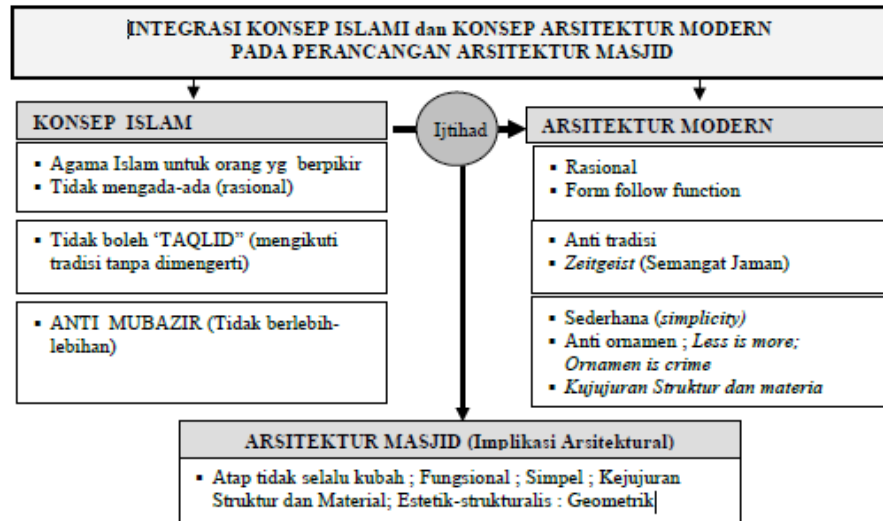 INTEGRASI KONSEP ISLAMI dan KONSEP ARSITEKTUR MODERN
PADA PERANCANGAN ARSITEKTUR MASJID
KONSEP ISLAM
▪ Agama Islam untuk orang yg berpikir
▪ Tidak mengada-ada (rasional)
▪ Tidak boleh ‘TAQLID” (mengikuti
tradisi tanpa dimengerti)
▪ ANTI MUBAZIR (Tidak berlebih-
lebihan)
Ijtihad
ARSITEKTUR MODERN
▪ Rasional
▪ Form follow function
▪ Anti tradisi
▪ Zeitgeist (Semangat Jaman)
▪ Sederhana (simplicity)
▪ Anti ornamen ; Less is more;
Ornamen is crime
▪ Kujujuran Struktur dan materia
ARSITEKTUR MASJID (Implikasi Arsitektural)
▪ Atap tidak selalu kubah ; Fungsional ; Simpel ; Kejujuran
Struktur dan Material; Estetik-strukturalis : Geometrik